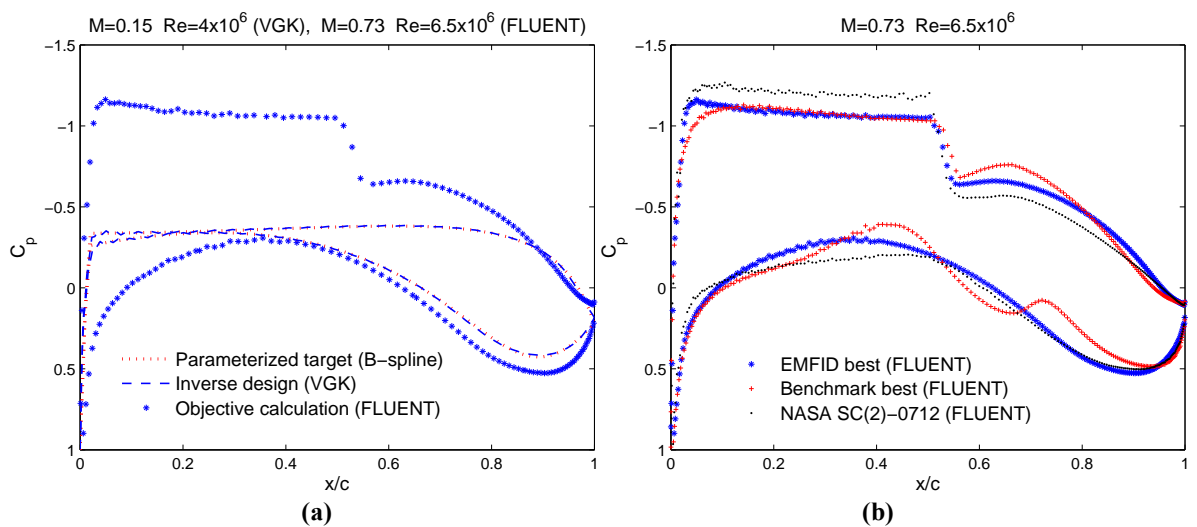 M=0.15 Re=4x10^6 (VGK), M=0.73 Re=6.5x10^6 (FLUENT)
−1.5
−1
−0.5
0
0.5
1
C_p
0
0.2
0.4
0.6
0.8
1
x/c
Parameterized target (B−spline)
Inverse design (VGK)
Objective calculation (FLUENT)
(a)
M=0.73 Re=6.5x10^6
−1.5
−1
−0.5
0
0.5
1
C_p
0
0.2
0.4
0.6
0.8
1
x/c
EMFID best (FLUENT)
Benchmark best (FLUENT)
NASA SC(2)−0712 (FLUENT)
(b)